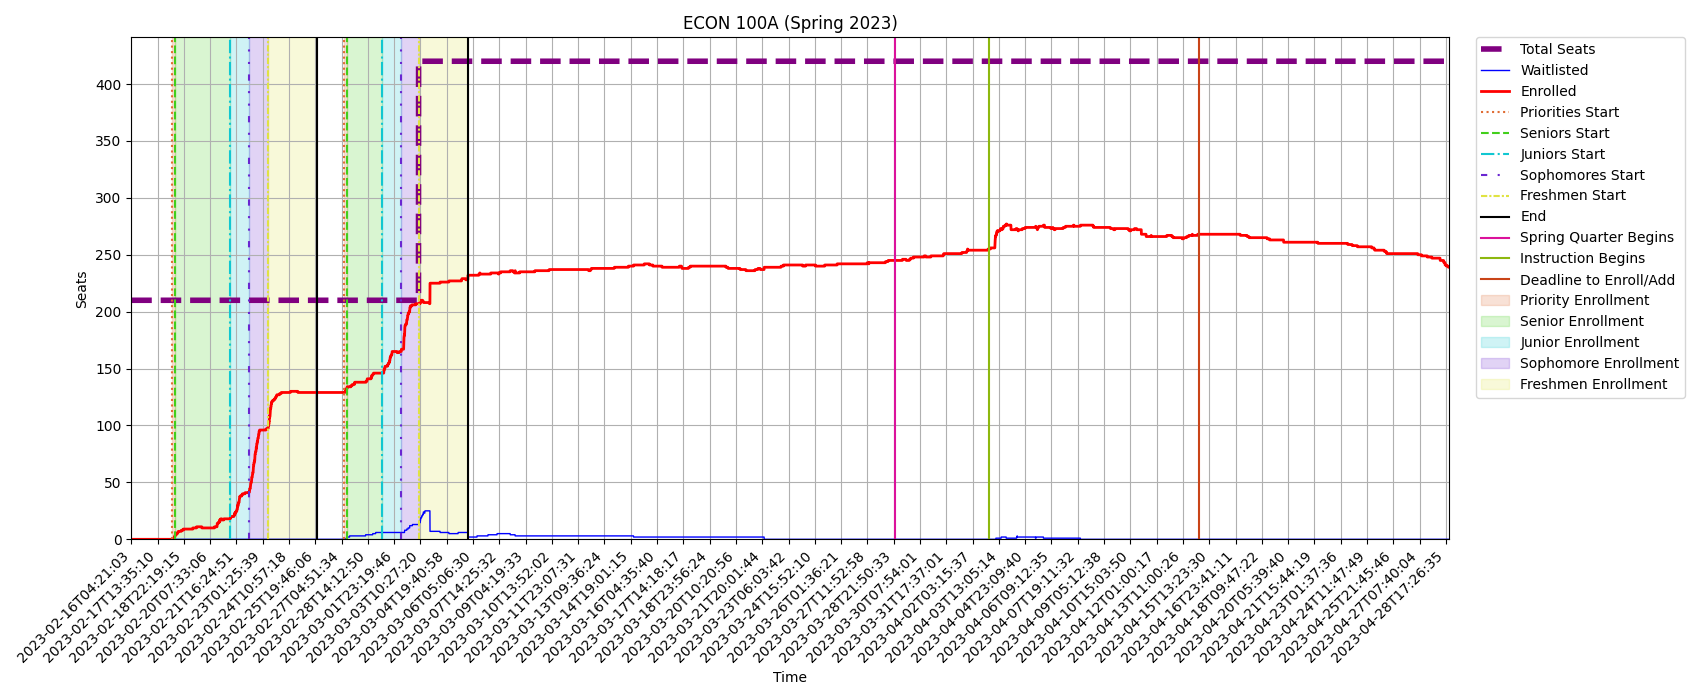 ECON 100A (Spring 2023)
Seats
400
350
300
250
200
150
100
50
0
2023-02-16T04:21:03
2023-02-17T13:35:10
2023-02-18T22:19:15
2023-02-20T07:33:06
2023-02-21T16:24:51
2023-02-23T01:25:39
2023-02-24T10:57:18
2023-02-25T19:46:06
2023-02-27T04:51:34
2023-02-28T14:12:50
2023-03-01T23:19:46
2023-03-03T10:27:20
2023-03-04T19:40:58
2023-03-06T05:06:30
2023-03-07T14:25:32
2023-03-09T04:19:33
2023-03-10T13:52:02
2023-03-11T23:07:31
2023-03-13T09:36:24
2023-03-14T19:01:15
2023-03-16T04:35:40
2023-03-17T14:18:17
2023-03-18T23:56:24
2023-03-20T10:20:56
2023-03-21T20:01:44
2023-03-23T06:03:42
2023-03-24T15:52:10
2023-03-26T01:36:21
2023-03-27T11:52:58
2023-03-28T21:50:33
2023-03-30T07:54:01
2023-03-31T17:37:01
2023-04-02T03:15:37
2023-04-03T13:05:14
2023-04-04T23:09:40
2023-04-06T09:12:35
2023-04-07T19:11:32
2023-04-09T05:12:38
2023-04-10T15:03:50
2023-04-12T01:00:17
2023-04-13T11:00:26
2023-04-15T13:23:30
2023-04-16T23:41:11
2023-04-18T09:47:22
2023-04-20T05:39:40
2023-04-21T15:44:19
2023-04-23T01:37:36
2023-04-24T11:47:49
2023-04-25T21:45:46
2023-04-27T07:40:04
2023-04-28T17:26:35
Time
Total Seats
Waitlisted
Enrolled
Priorities Start
Seniors Start
Juniors Start
Sophomores Start
Freshmen Start
End
Spring Quarter Begins
Instruction Begins
Deadline to Enroll/Add
Priority Enrollment
Senior Enrollment
Junior Enrollment
Sophomore Enrollment
Freshmen Enrollment